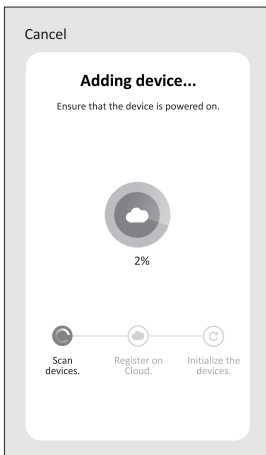 Cancel
Adding device...
Ensure that the device is powered on.
2%
Scan
devices.
Register on
Cloud.
Initialize the
devices.